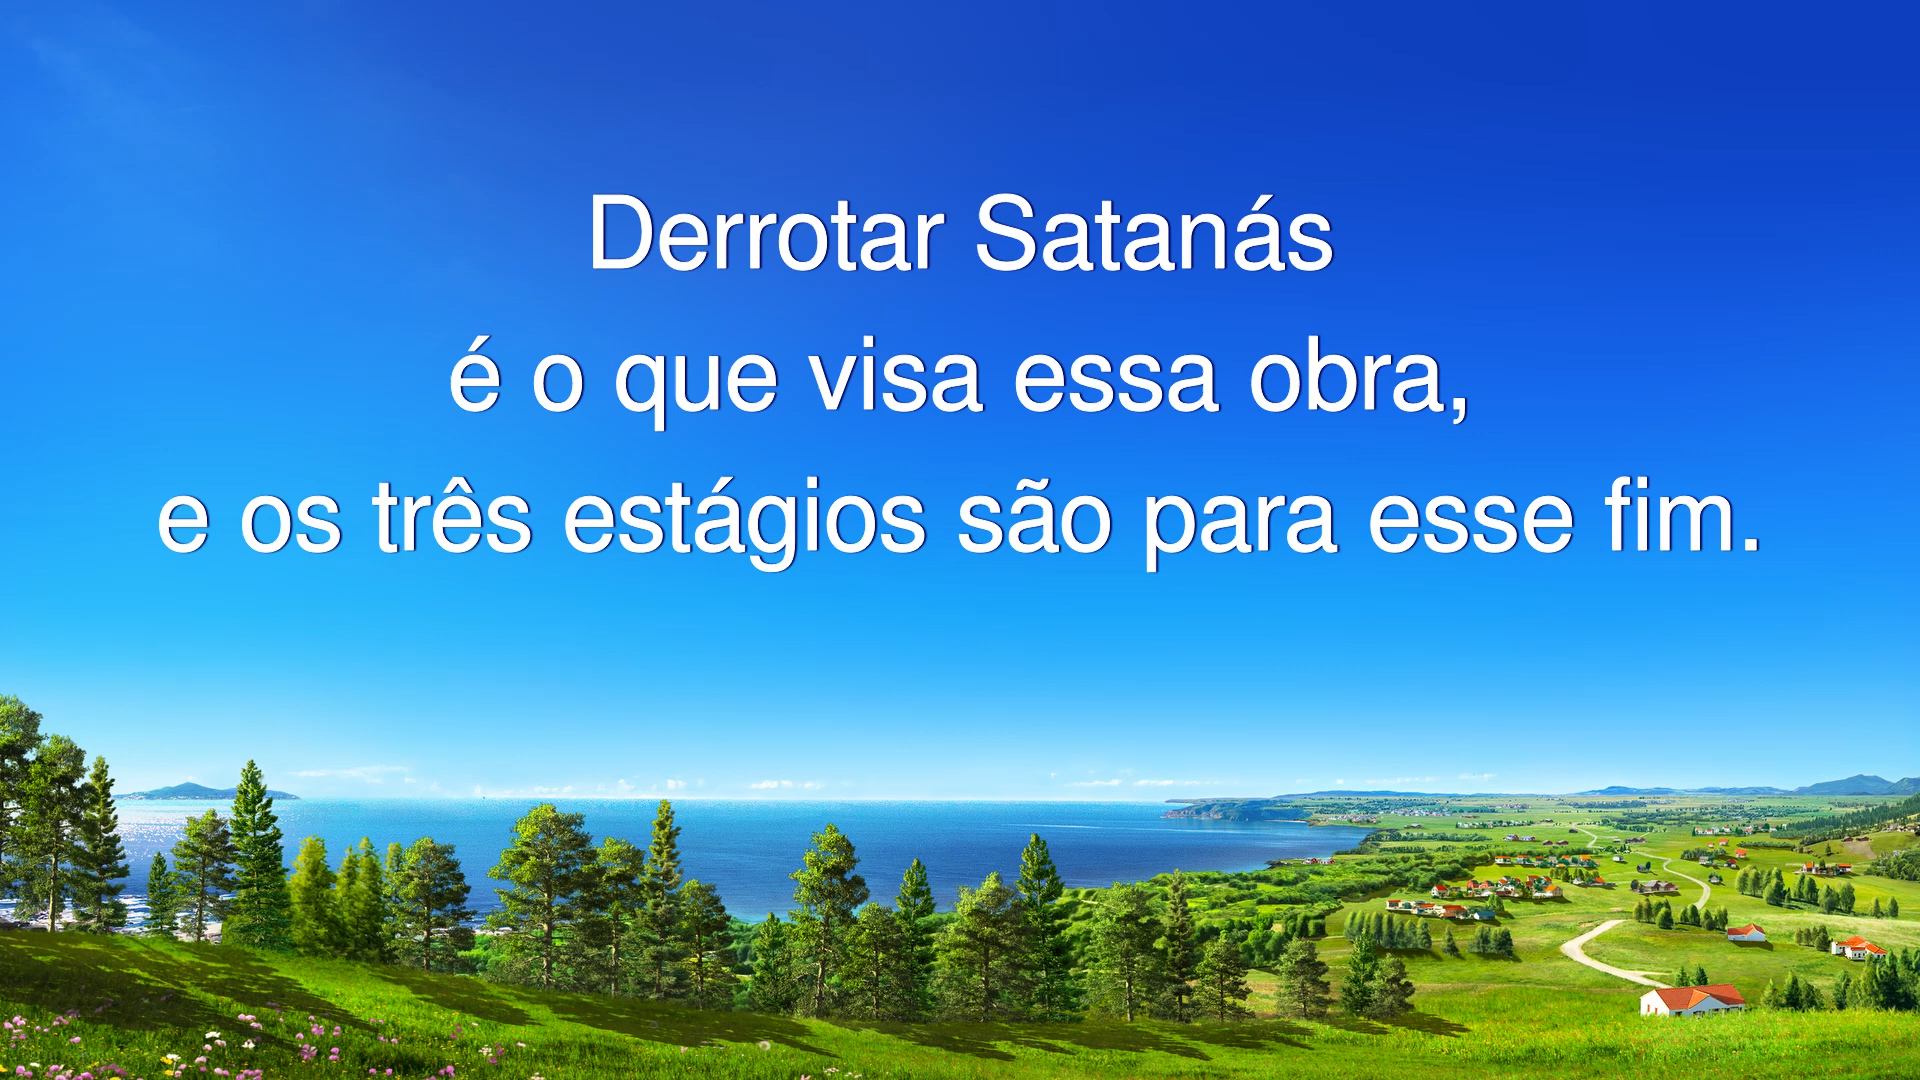 Derrotar Satanás
é o que visa essa obra,
e os três estágios são para esse fim.